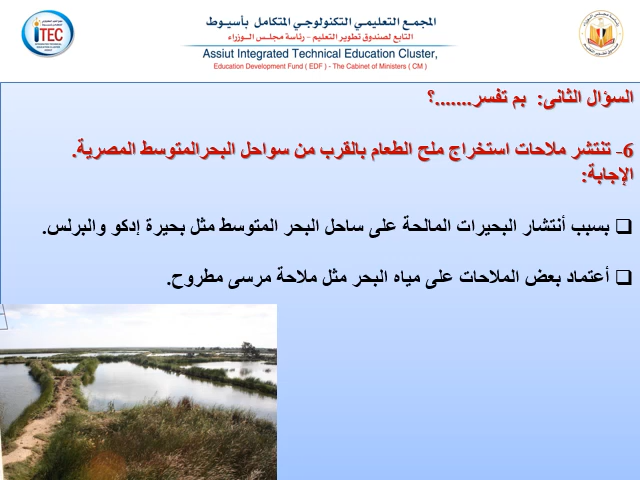 المجمع التعليمي التكنولوجي المتكامل بأسيوط
التابع لصندوق تطوير التعليم - رئاسة مجلس الوزراء
Assiut Integrated Technical Education Cluster,
Education Development Fund ( EDF ) - The Cabinet of Ministers ( CM )
iTEC
السؤال الثانى: بم تفسر.......؟
6- تنتشر ملاحات استخراج ملح الطعام بالقرب من سواحل البحرالمتوسط المصرية.
الإجابة:
❑ بسبب أنتشار البحيرات المالحة على ساحل البحر المتوسط مثل بحيرة إدكو والبرلس.
❑ أعتماد بعض الملاحات على مياه البحر مثل ملاحة مرسى مطروح.